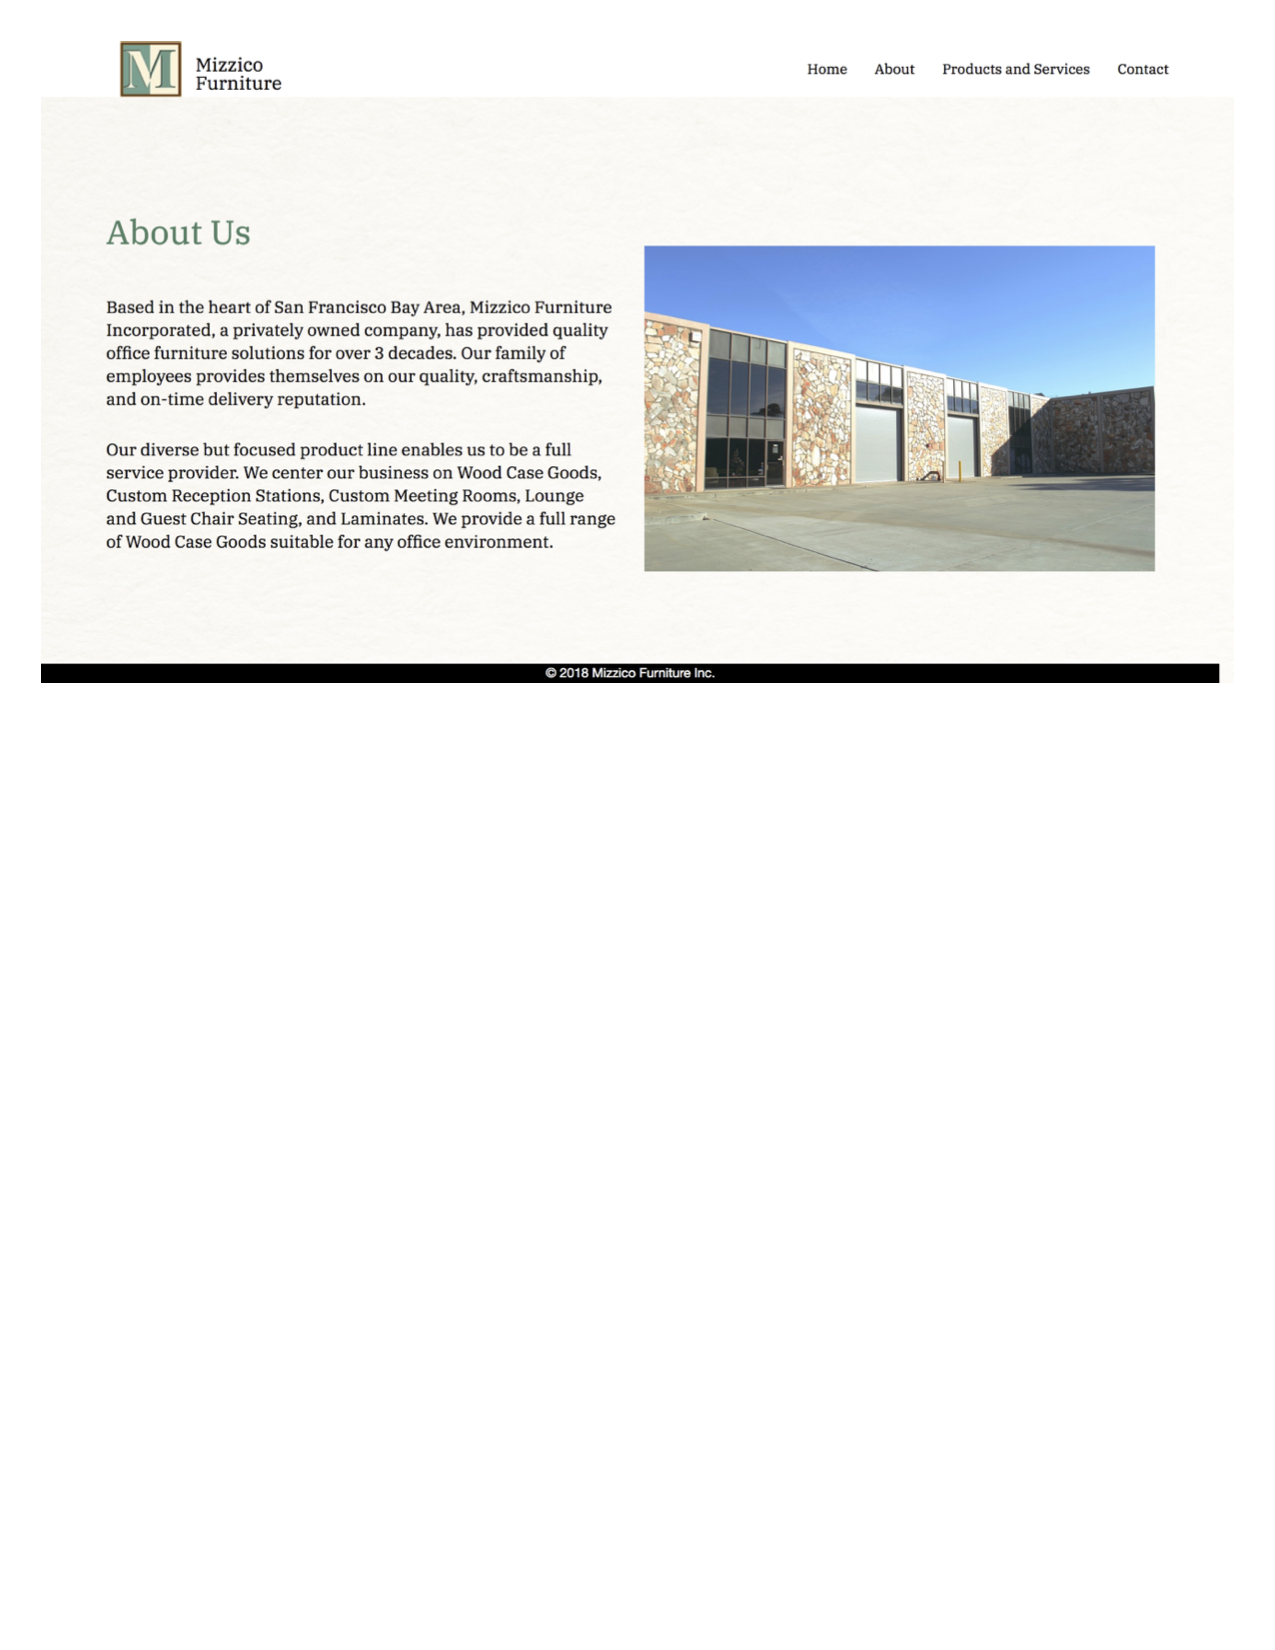 M
Mizzico
Furniture
Home About Products and Services Contact
About Us
Based in the heart of San Francisco Bay Area, Mizzico Furniture
Incorporated, a privately owned company, has provided quality
office furniture solutions for over 3 decades. Our family of
employees provides themselves on our quality, craftsmanship,
and on-time delivery reputation.
Our diverse but focused product line enables us to be a full
service provider. We center our business on Wood Case Goods,
Custom Reception Stations, Custom Meeting Rooms, Lounge
and Guest Chair Seating, and Laminates. We provide a full range
of Wood Case Goods suitable for any office environment.
© 2018 Mizzico Furniture Inc.